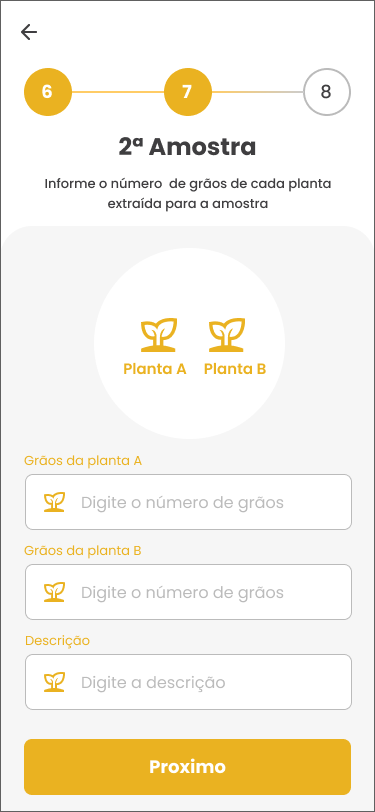 6 7 8
2ª Amostra
Informe o número de grãos de cada planta
extraída para a amostra
Planta A Planta B
Grãos da planta A
Digite o número de grãos
Grãos da planta B
Digite o número de grãos
Descrição
Digite a descrição
Proximo